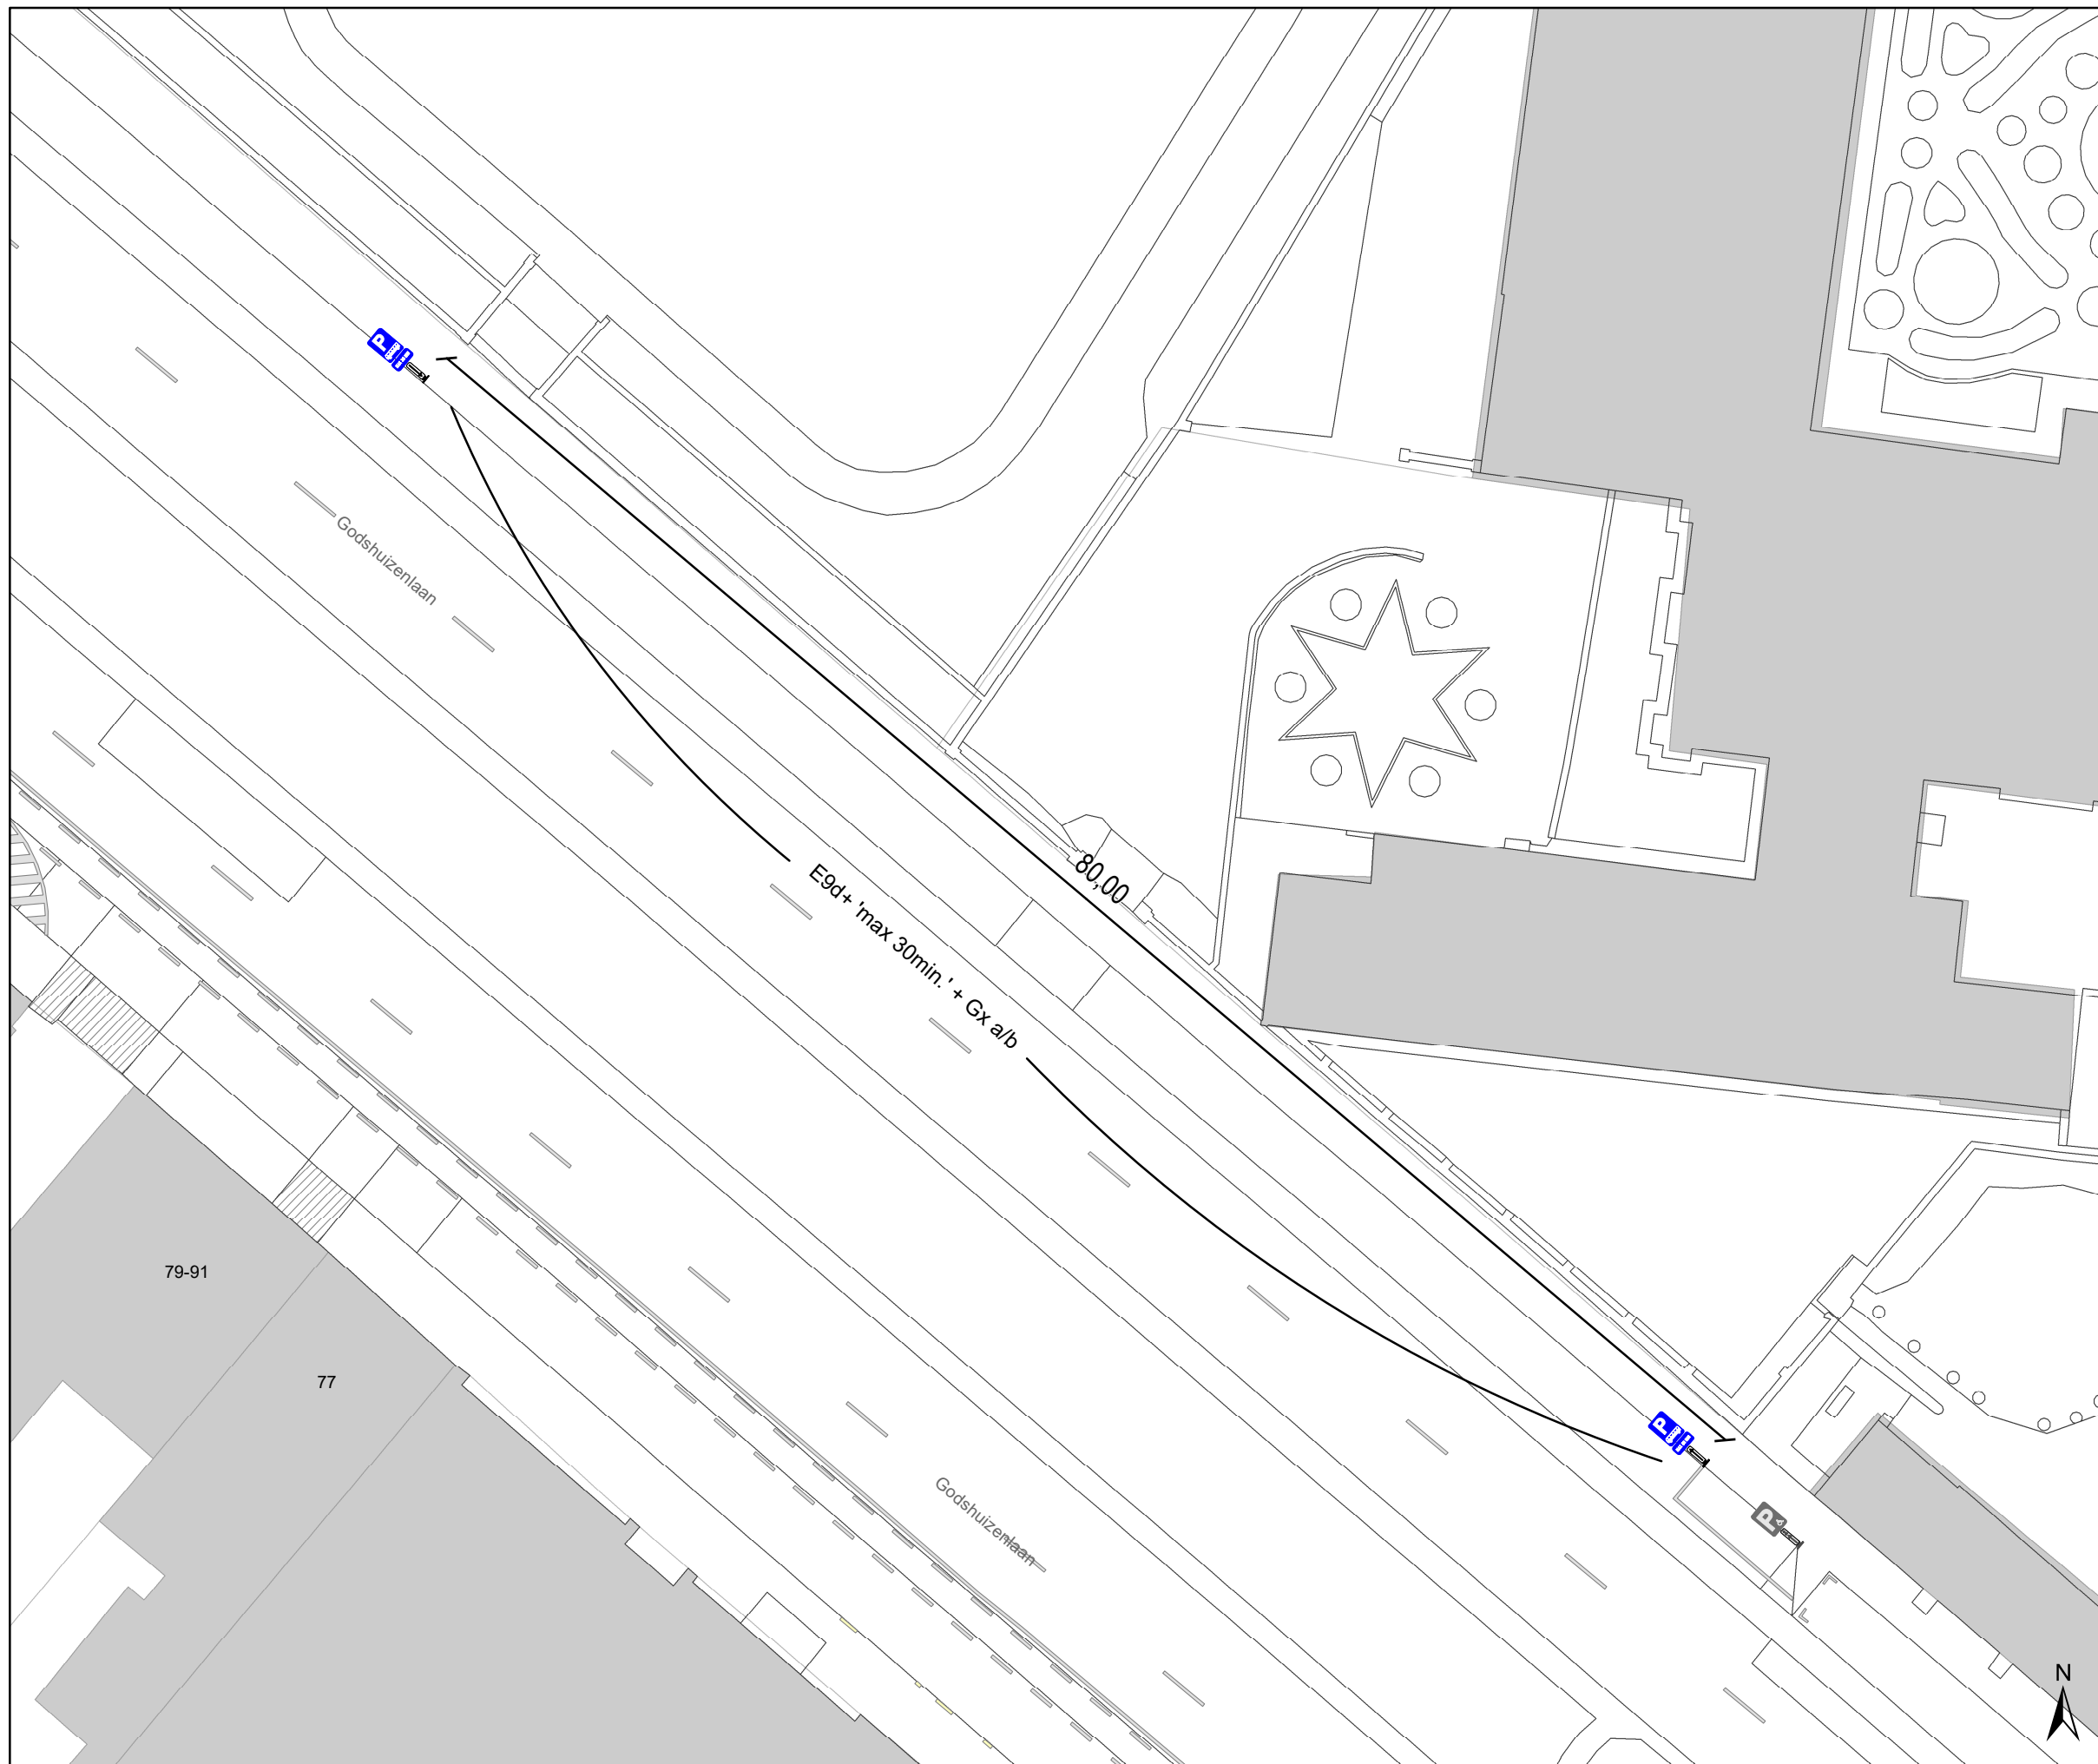 P
Godshuizenlaan
80,00
E9d+ 'max 30min.' + Gx a/b
79-91
77
P
Godshuizenlaan
P
N